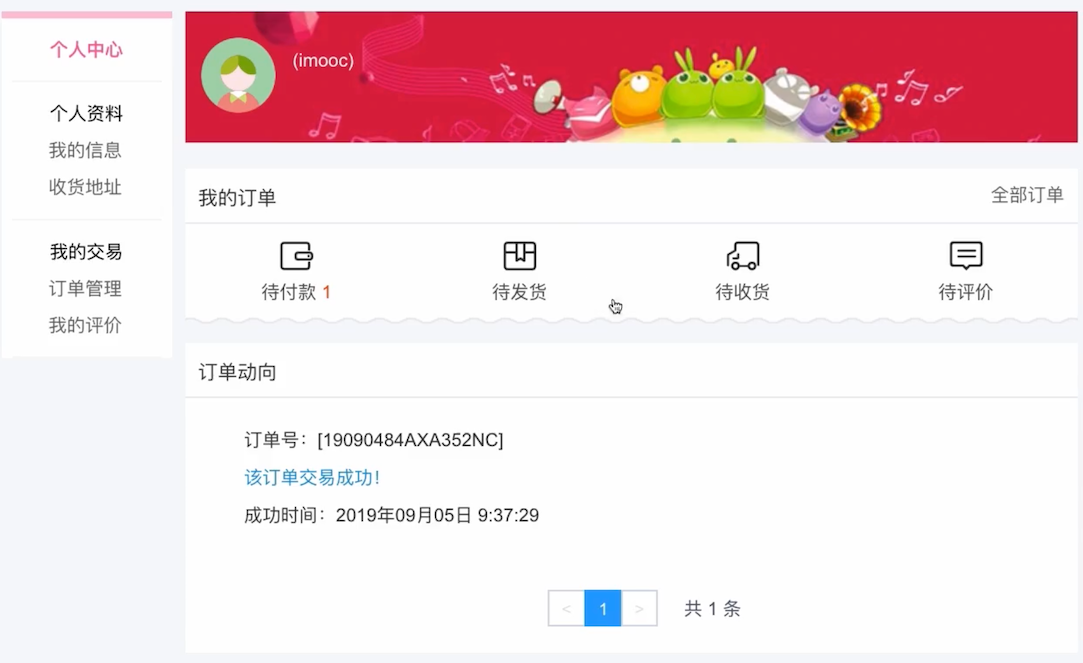 个人中心
个人资料
我的信息
收货地址
我的交易
订单管理
我的评价
(imooc)
我的订单
全部订单
待付款 1
待发货
待收货
待评价
订单动向
订单号：[19090484AXA352NC]
该订单交易成功！
成功时间：2019年09月05日 9:37:29
< 1 > 共 1 条